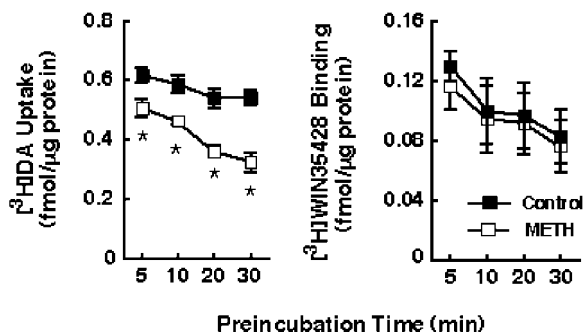 [³H]DA Uptake
(fmol/µg protein)
0.8
0.6
0.4
0.2
0
* * * *
5 10 20 30
[³H]WIN35428 Binding
(fmol/µg protein)
0.16
0.12
0.08
0.04
0
Control
METH
5 10 20 30
Preincubation Time (min)